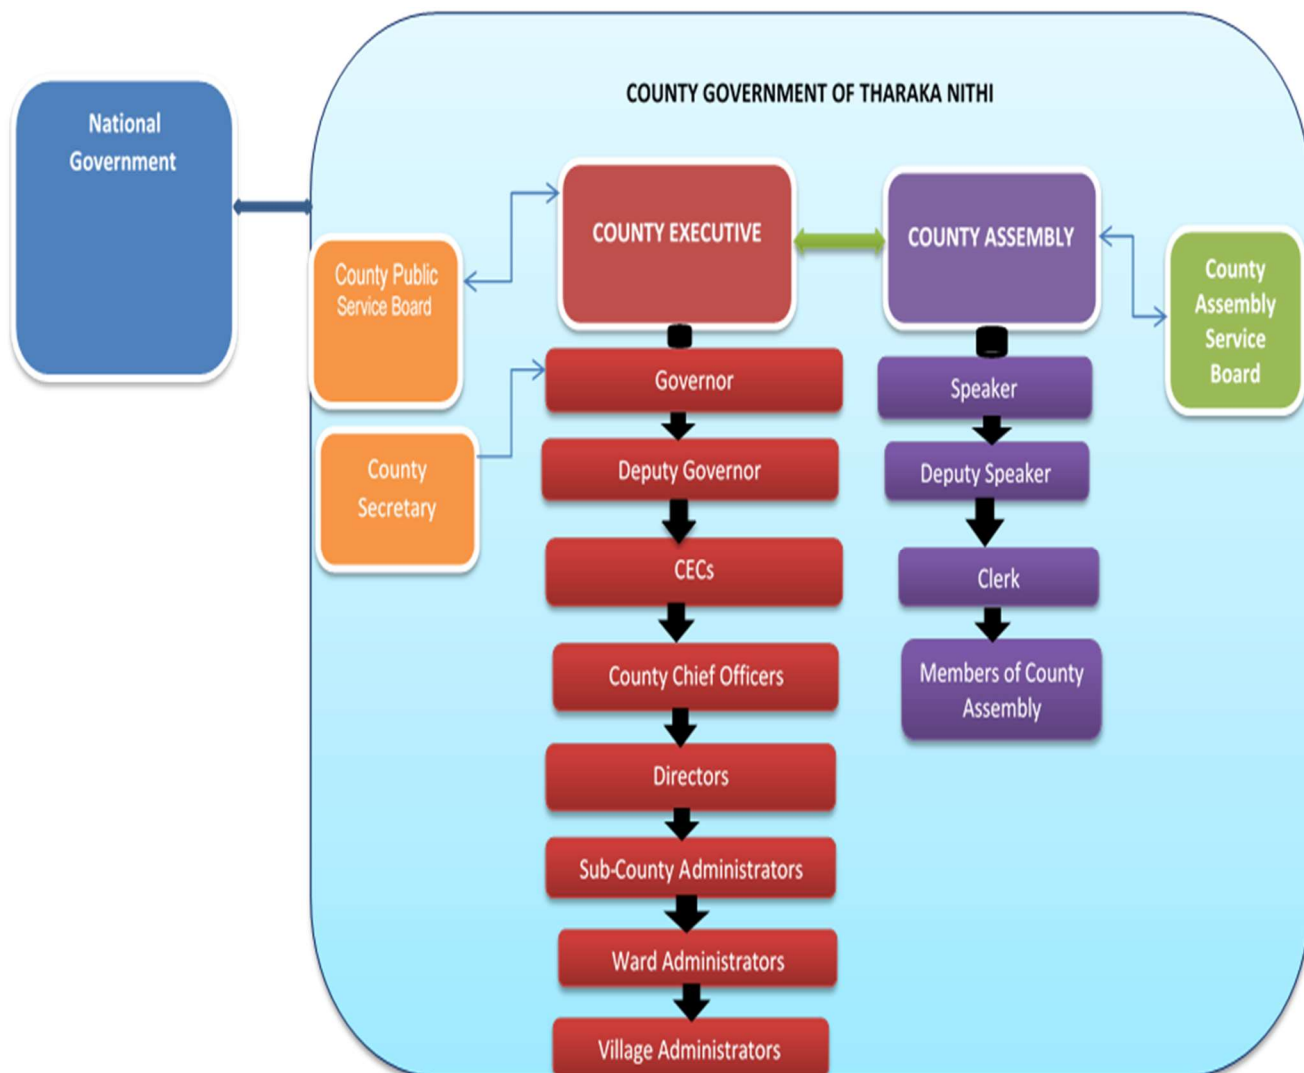 COUNTY GOVERNMENT OF THARAKA NITHI
National
Government
COUNTY EXECUTIVE
COUNTY ASSEMBLY
County Public
Service Board
County
Assembly
Service
Board
Governor
Speaker
Deputy Governor
Deputy Speaker
County
Secretary
CECs
Clerk
County Chief Officers
Members of County
Assembly
Directors
Sub-County Administrators
Ward Administrators
Village Administrators